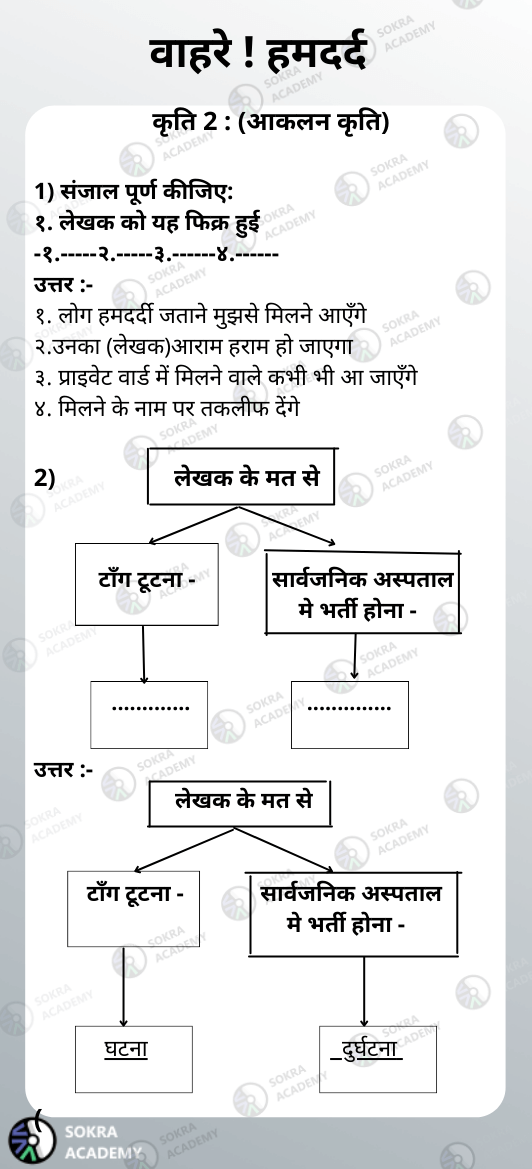 वाहरे ! हमदर्द
कृति 2 : (आकलन कृति)
1) संजाल पूर्ण कीजिए:
१. लेखक को यह फिक्र हुई
-१.-----२.-----३.------४.------
उत्तर :-
१. लोग हमदर्दी जताने मुझसे मिलने आएँगे
२.उनका (लेखक)आराम हराम हो जाएगा
३. प्राइवेट वार्ड में मिलने वाले कभी भी आ जाएँगे
४. मिलने के नाम पर तकलीफ देंगे
2)
लेखक के मत से
टाँग टूटना -
सार्वजनिक अस्पताल
मे भर्ती होना -
.............
..............
उत्तर :-
लेखक के मत से
टाँग टूटना -
सार्वजनिक अस्पताल
मे भर्ती होना -
घटना
दुर्घटना
(
SOKRA
ACADEMY